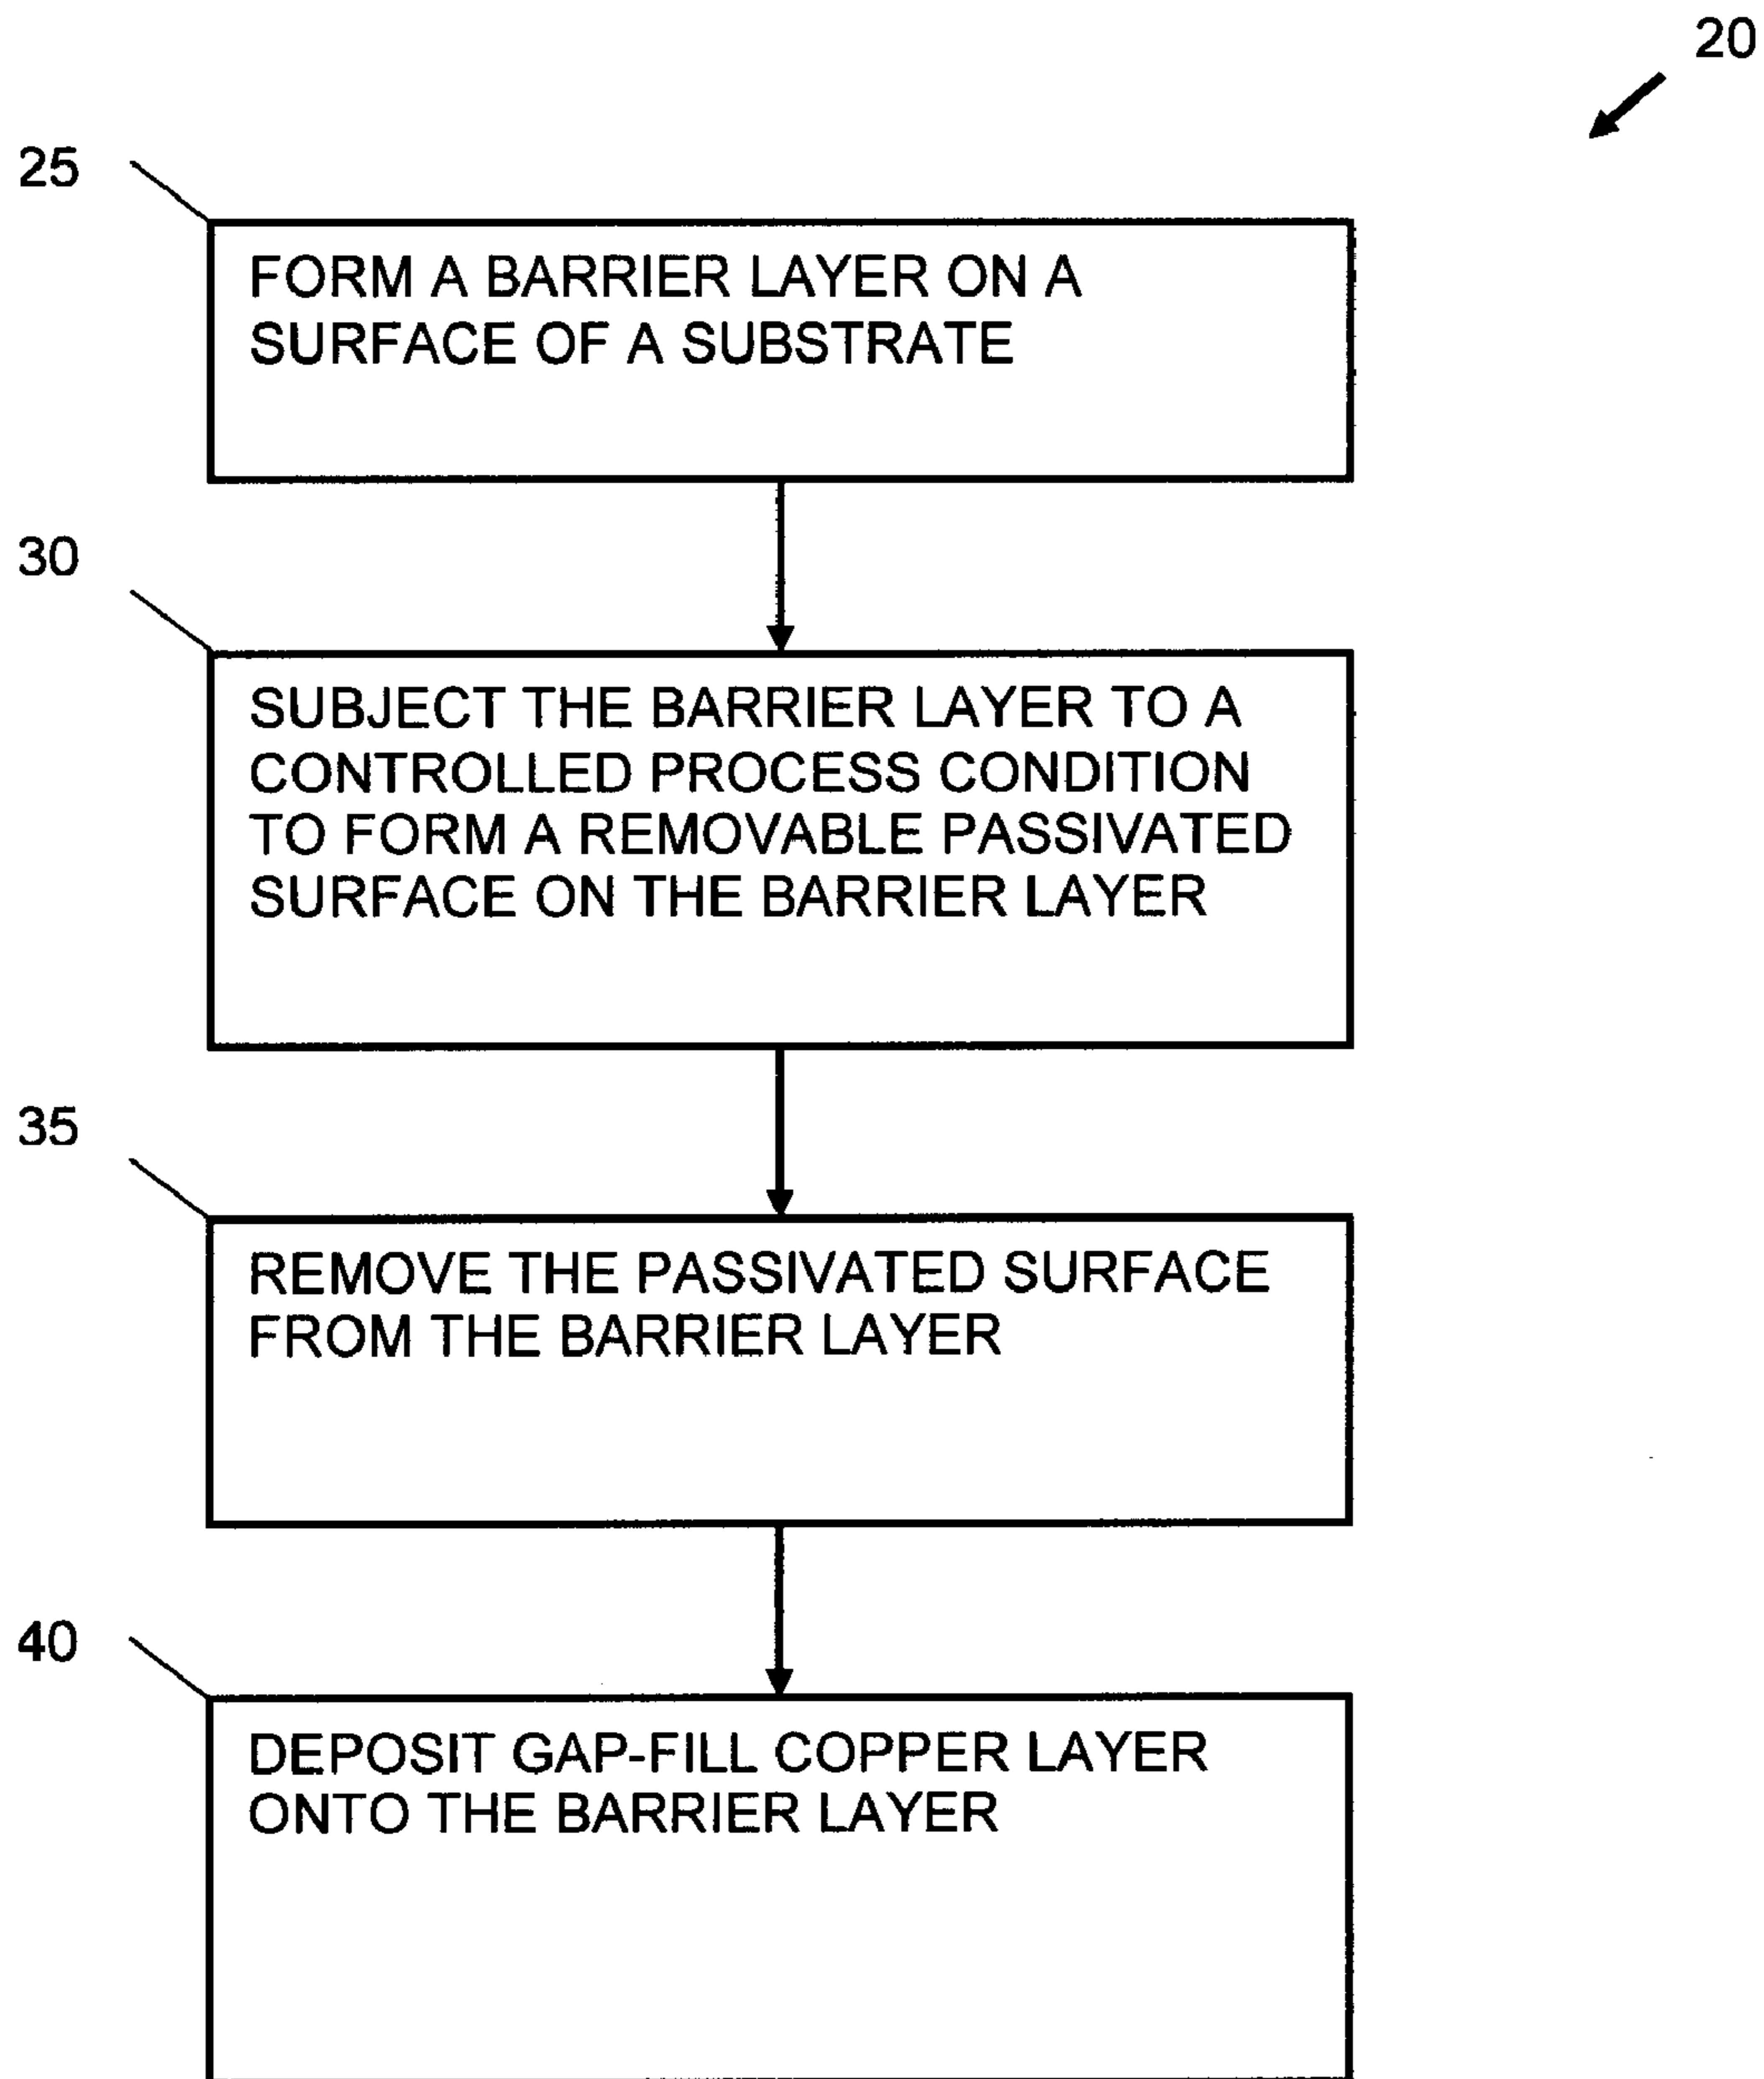 20
25
FORM A BARRIER LAYER ON A
SURFACE OF A SUBSTRATE
30
SUBJECT THE BARRIER LAYER TO A
CONTROLLED PROCESS CONDITION
TO FORM A REMOVABLE PASSIVATED
SURFACE ON THE BARRIER LAYER
35
REMOVE THE PASSIVATED SURFACE
FROM THE BARRIER LAYER
40
DEPOSIT GAP-FILL COPPER LAYER
ONTO THE BARRIER LAYER